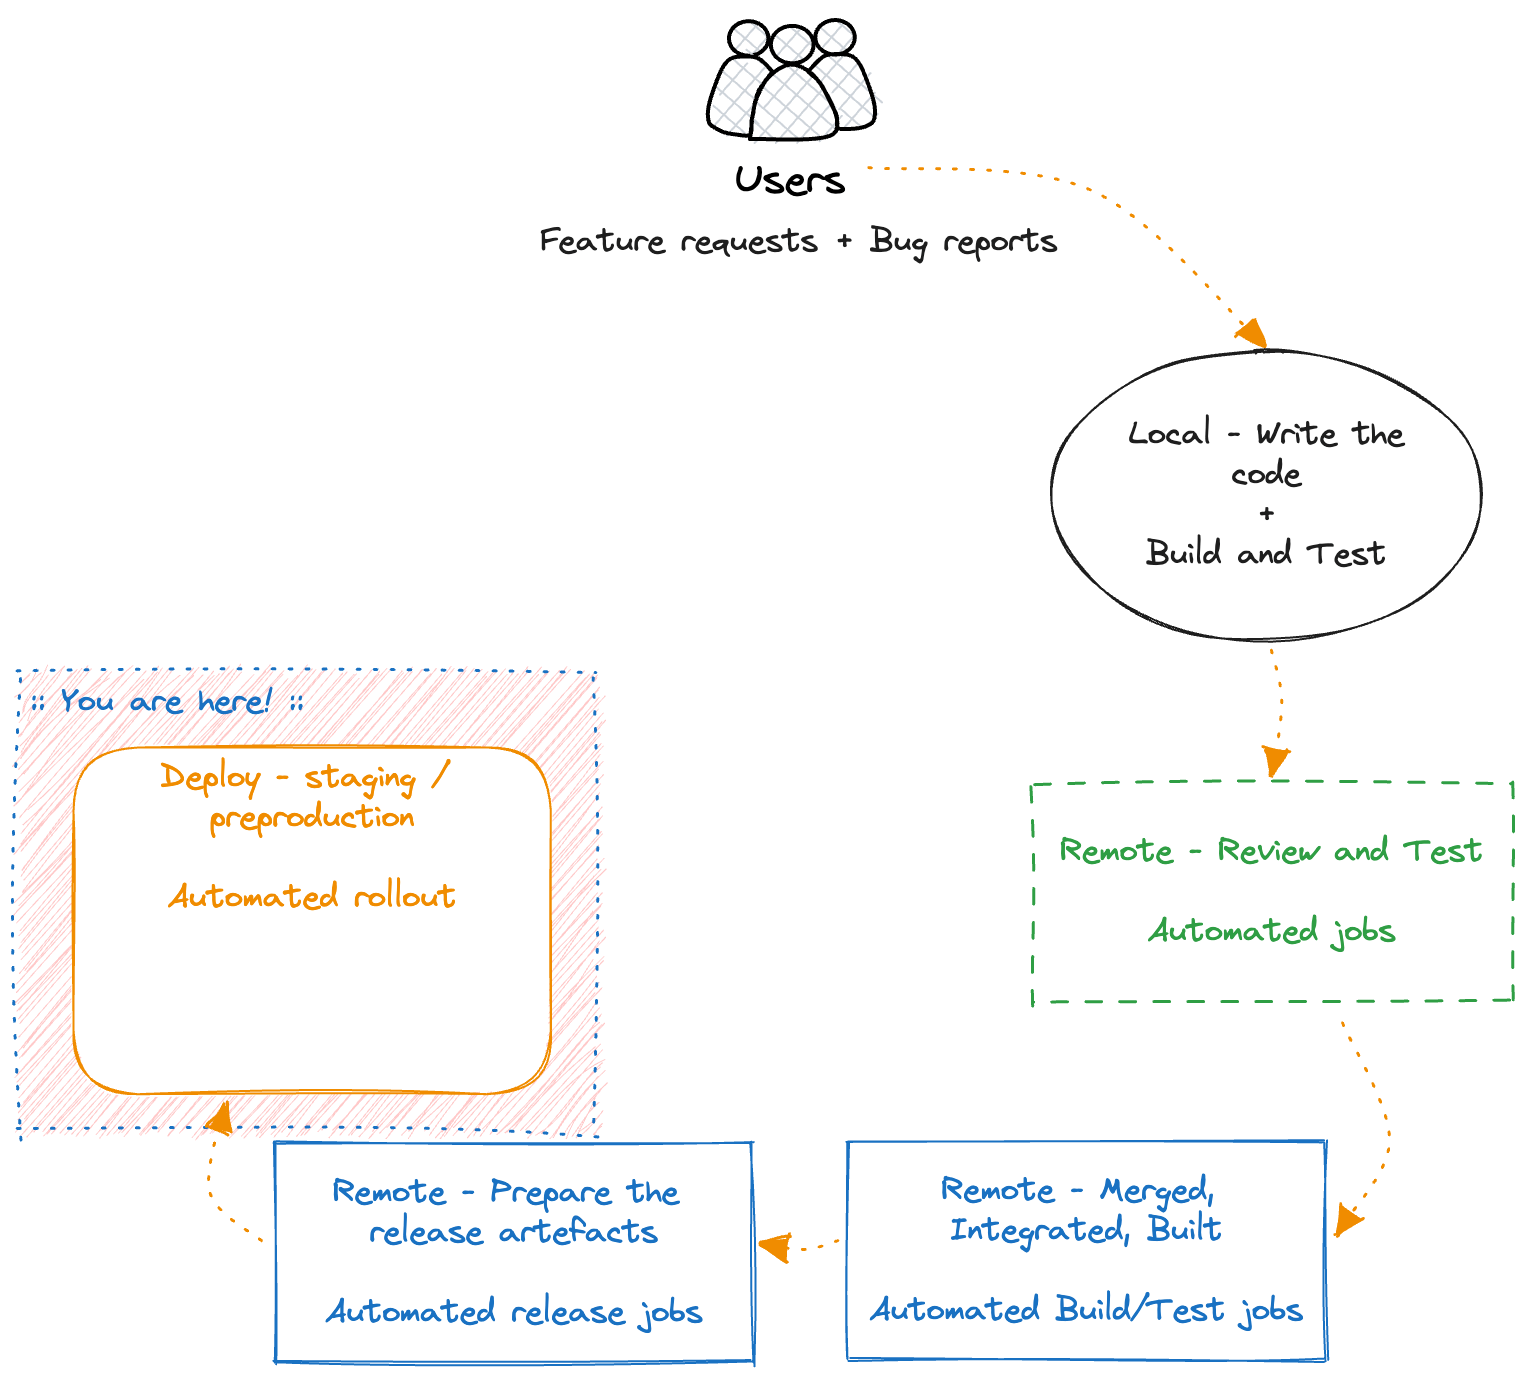 Users
Feature requests + Bug reports
Local - Write the
code
+
Build and Test
:: You are here! ::
Deploy - staging /
preproduction
Automated rollout
Remote - Review and Test
Automated jobs
Remote - Prepare the
release artefacts
Automated release jobs
Remote - Merged,
Integrated, Built
Automated Build/Test jobs